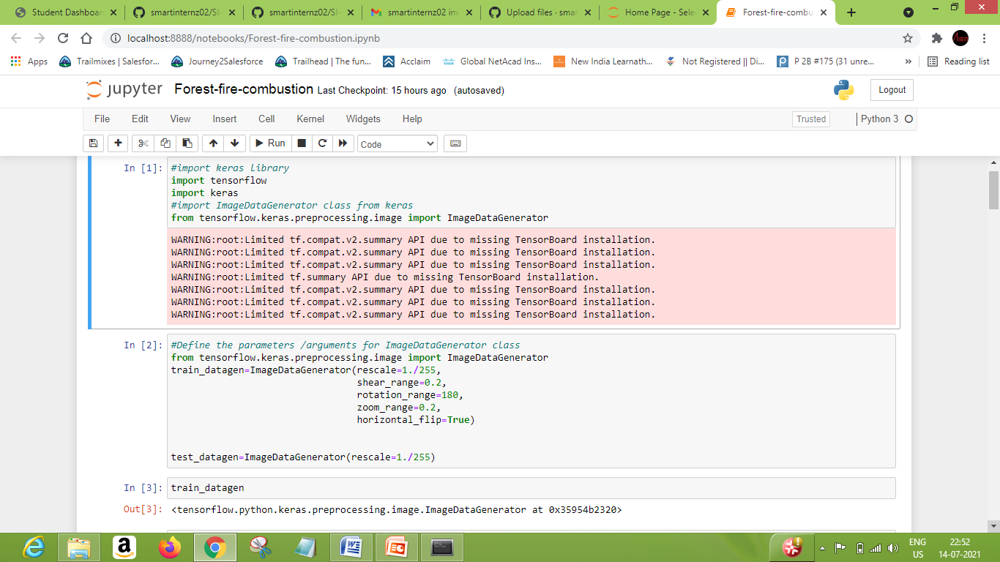 Student Dashboar
smartinternz02/SI-
smartinternz02/SI-
smartinternz02 inv
Upload files · smar
Home Page - Sele
Forest-fire-combu
localhost:8888/notebooks/Forest-fire-combustion.ipynb
Apps
Trailmixes | Salesfor...
Journey2Salesforce
Trailhead | The fun...
Acclaim
Global NetAcad Ins...
New India Learnath...
Not Registered || Di...
P 2B #175 (31 unre...
»
Reading list
jupyter Forest-fire-combustion Last Checkpoint: 15 hours ago (autosaved)
Logout
File Edit View Insert Cell Kernel Widgets Help
Trusted
Python 3
Run
Code
In [1]:
#import keras library
import tensorflow
import keras
#import ImageDataGenerator class from keras
from tensorflow.keras.preprocessing.image import ImageDataGenerator
WARNING:root:Limited tf.compat.v2.summary API due to missing TensorBoard installation.
WARNING:root:Limited tf.compat.v2.summary API due to missing TensorBoard installation.
WARNING:root:Limited tf.compat.v2.summary API due to missing TensorBoard installation.
WARNING:root:Limited tf.summary API due to missing TensorBoard installation.
WARNING:root:Limited tf.compat.v2.summary API due to missing TensorBoard installation.
WARNING:root:Limited tf.compat.v2.summary API due to missing TensorBoard installation.
WARNING:root:Limited tf.compat.v2.summary API due to missing TensorBoard installation.
In [2]:
#Define the parameters /arguments for ImageDataGenerator class
from tensorflow.keras.preprocessing.image import ImageDataGenerator
train_datagen=ImageDataGenerator(rescale=1./255,
shear_range=0.2,
rotation_range=180,
zoom_range=0.2,
horizontal_flip=True)
test_datagen=ImageDataGenerator(rescale=1./255)
In [3]:
train_datagen
Out[3]:
<tensorflow.python.keras.preprocessing.image.ImageDataGenerator at 0x35954b2320>
ENG
US
22:52
14-07-2021